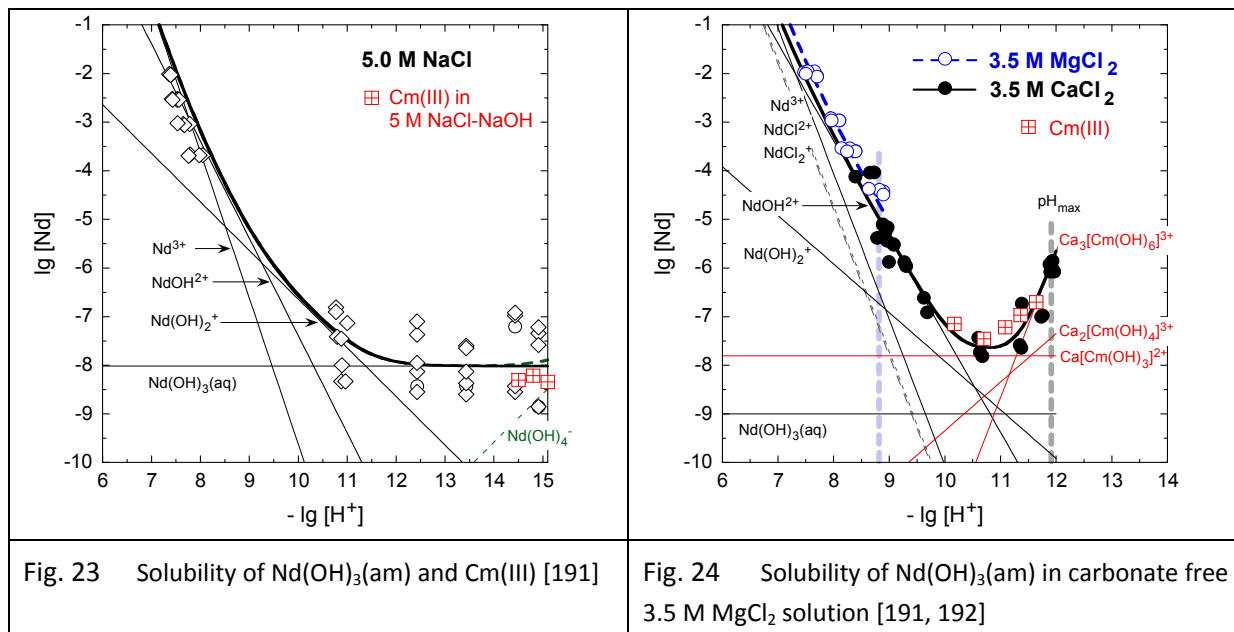 -1
-2
-3
-4
-5
-6
-7
-8
-9
-10
lg [Nd]
5.0 M NaCl
Cm(III) in
5 M NaCl-NaOH
Nd³⁺
NdOH²⁺
Nd(OH)₂⁺
Nd(OH)₃(aq)
Nd(OH)₄⁻
6 7 8 9 10 11 12 13 14 15
- lg [H⁺]
Fig. 23 Solubility of Nd(OH)₃(am) and Cm(III) [191]
-1
-2
-3
-4
-5
-6
-7
-8
-9
-10
lg [Nd]
3.5 M MgCl₂
3.5 M CaCl₂
Cm(III)
Nd³⁺
NdCl²⁺
NdCl₂⁺
NdOH²⁺
pHmax
Nd(OH)₂⁺
Ca₃[Cm(OH)₆]³⁺
Ca₂[Cm(OH)₄]³⁺
Ca[Cm(OH)₃]²⁺
Nd(OH)₃(aq)
6 7 8 9 10 11 12 13 14
- lg [H⁺]
Fig. 24 Solubility of Nd(OH)₃(am) in carbonate free
3.5 M MgCl₂ solution [191, 192]